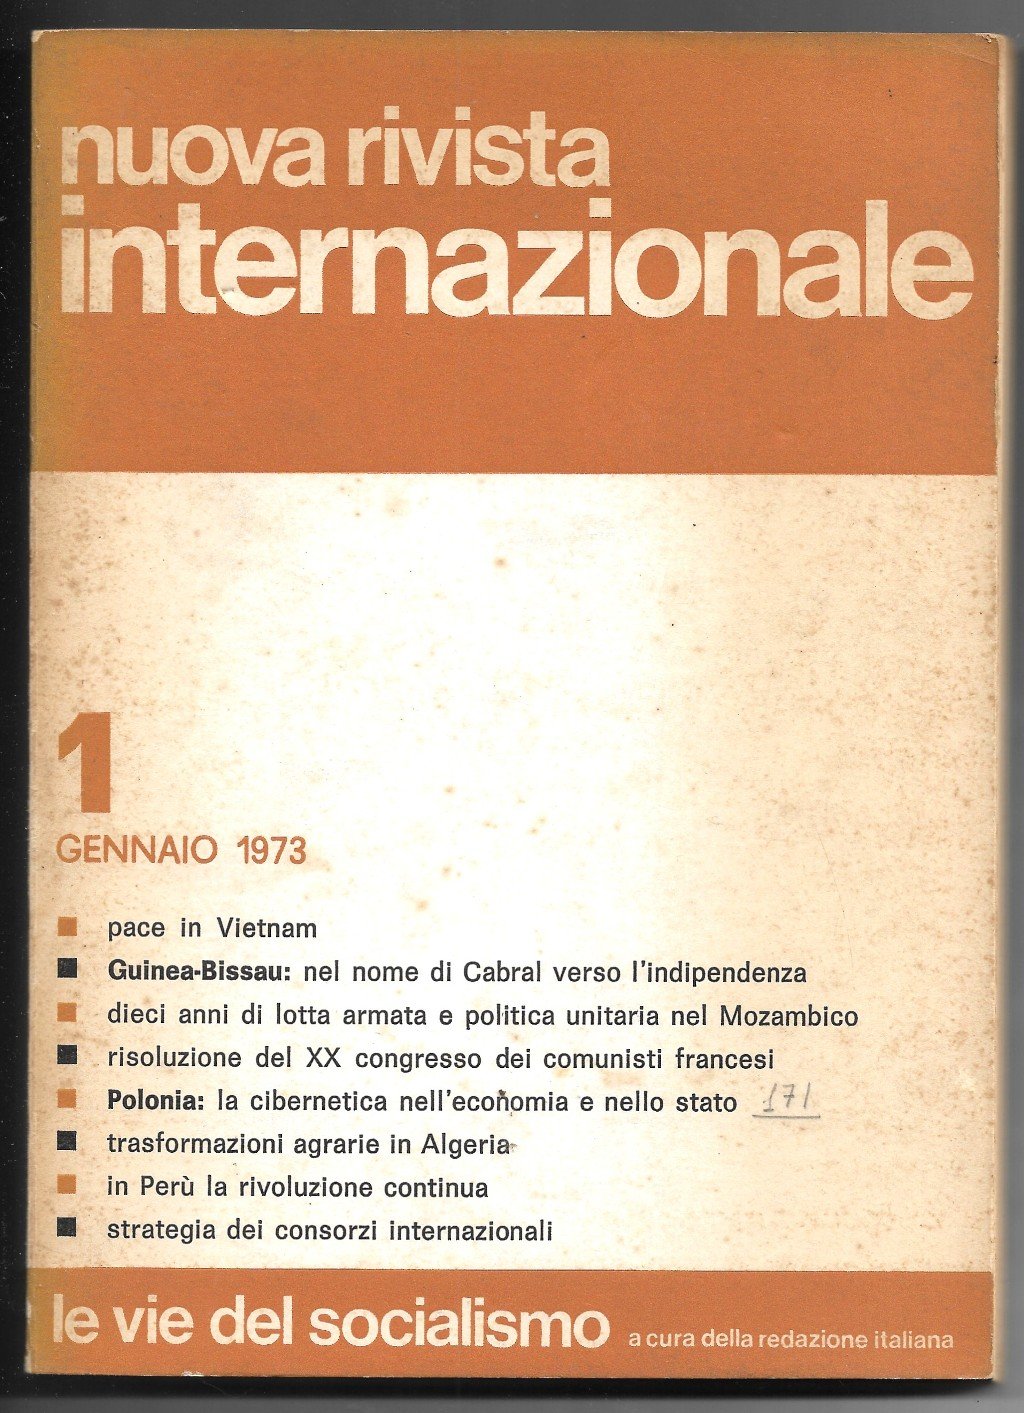 nuova rivista
internazionale
1
GENNAIO 1973
pace in Vietnam
Guinea-Bissau: nel nome di Cabral verso l'indipendenza
dieci anni di lotta armata e politica unitaria nel Mozambico
risoluzione del XX congresso dei comunisti francesi
Polonia: la cibernetica nell'economia e nello stato 171
trasformazioni agrarie in Algeria
in Perù la rivoluzione continua
strategia dei consorzi internazionali
le vie del socialismo a cura della redazione italiana